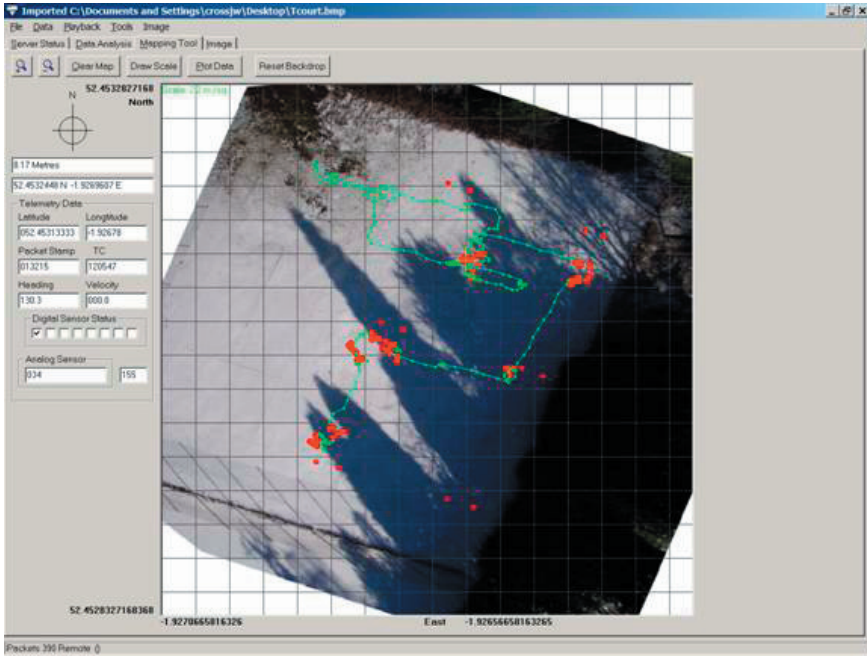 Imported C:\Documents and Settings\crossjw\Desktop\Tcourt.bmp
File Data Playback Tools Image
Server Status Data Analysis Mapping Tool Image
Clear Map Draw Scale Plot Data Reset Backdrop
N
52.4532827168
North
8.17 Metres
52.4532448 N -1.9269607 E
Telemetry Data
Latitude Longtitude
052.45313333 -1.92678
Packet Stamp TC
013215 120547
Heading Velocity
130.3 000.0
Digital Sensor Status
Analog Sensor
034 155
52.4528327168368
-1.9270665816326 East -1.92656658163265
Packets 390 Remote ()